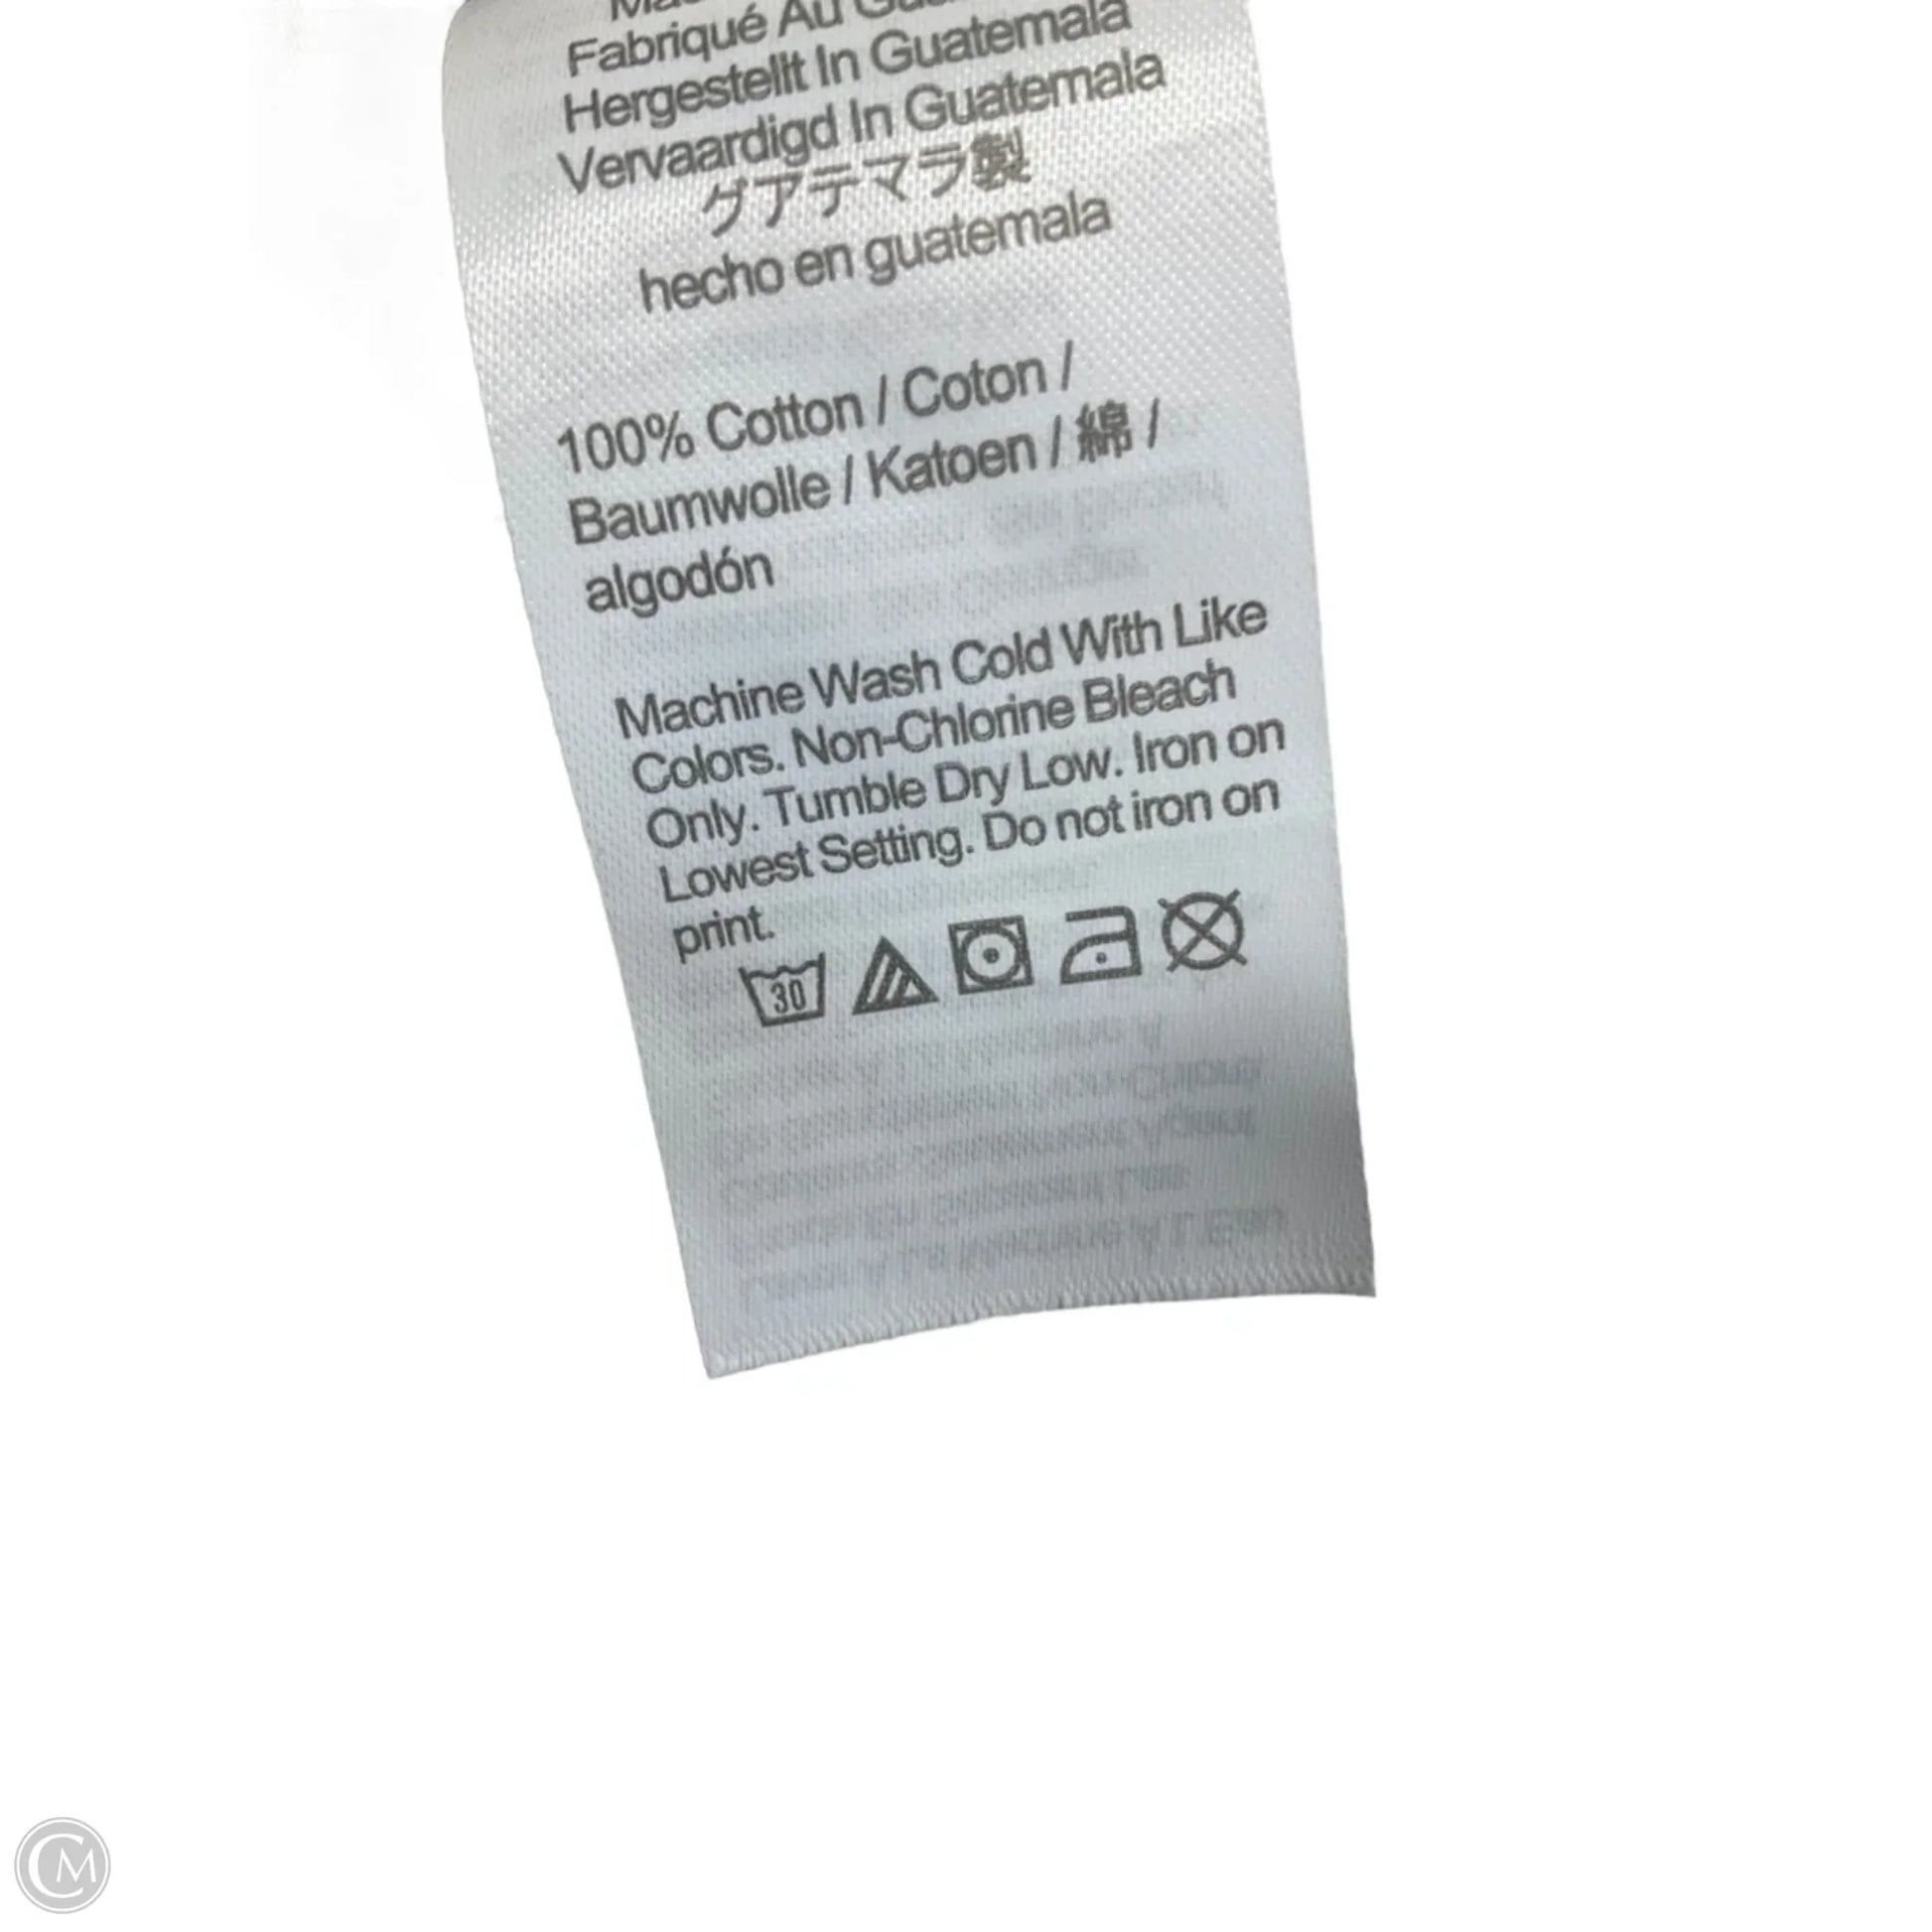 Fabriqué Au
Hergestellt In Guatemala
Vervaardigd In Guatemala
グアテマラ製
hecho en guatemala
100% Cotton / Coton /
Baumwolle / Katoen / 綿 /
algodón
Machine Wash Cold With Like
Colors. Non-Chlorine Bleach
Only. Tumble Dry Low. Iron on
Lowest Setting. Do not iron on
print.
30
CM